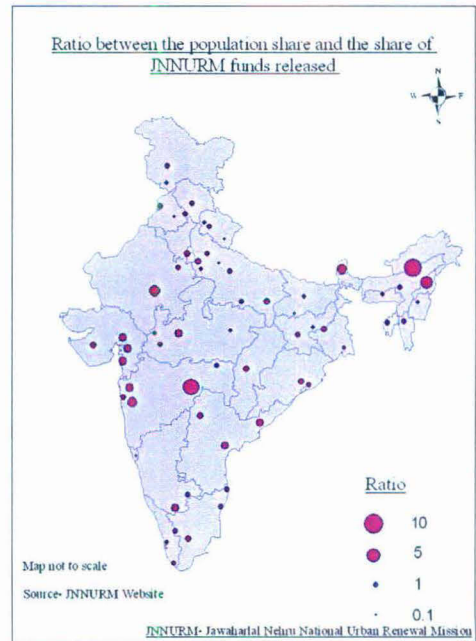 Ratio between the population share and the share of
JNNURM funds released
N
W E
S
Ratio
10
5
1
0.1
Map not to scale
Source- JNNURM Website
JNNURM- Jawaharlal Nehru National Urban Renewal Mission